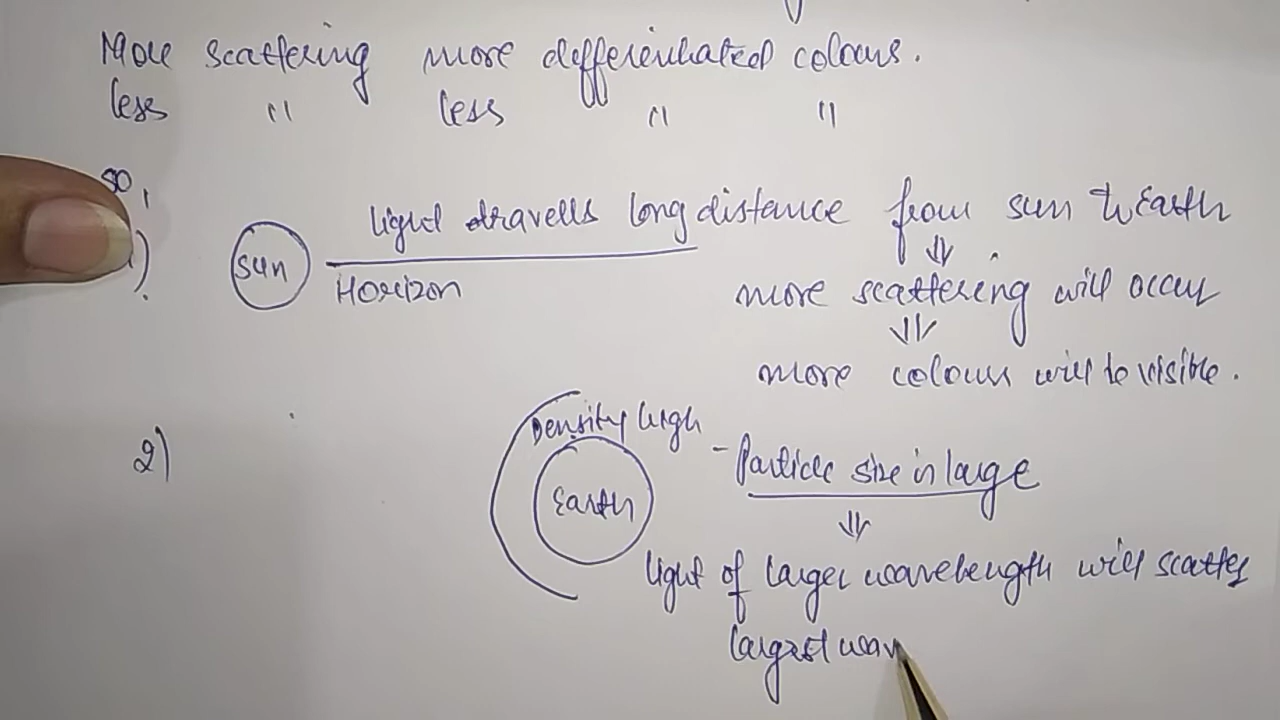 More scattering more differentiated colours.
less " less " "
so,
1).
light travells long distance from sun to Earth
sun
Horizon
more scattering will occur
more colour will be visible.
2)
Density high
Earth
- Particle size is large
light of larger wavelength will scatter
largest wav